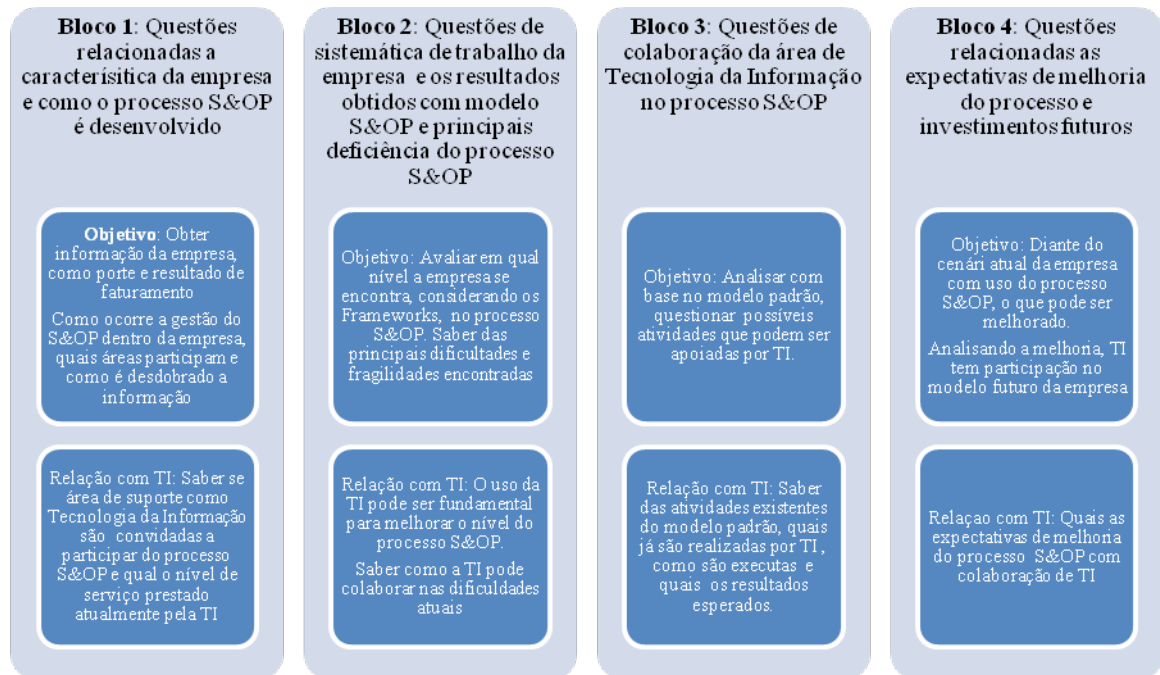 Bloco 1: Questões
relacionadas a
caracterísitica da empresa
e como o processo S&OP
é desenvolvido
Objetivo: Obter
informação da empresa,
como porte e resultado de
faturamento
Como ocorre a gestão do
S&OP dentro da empresa,
quais áreas participam e
como é desdobrado a
informação
Relação com TI: Saber se
área de suporte como
Tecnologia da Informação
são convidadas a
participar do processo
S&OP e qual o nível de
serviço prestado
atualmente pela TI
Bloco 2: Questões de
sistemática de trabalho da
empresa e os resultados
obtidos com modelo
S&OP e principais
deficiência do processo
S&OP
Objetivo: Avaliar em qual
nível a empresa se
encontra, considerando os
Frameworks, no processo
S&OP. Saber das
principais dificultades e
fragilidades encontradas
Relação com TI: O uso da
TI pode ser fundamental
para melhorar o nível do
processo S&OP.
Saber como a TI pode
colaborar nas dificuldades
atuais
Bloco 3: Questões de
colaboração da área de
Tecnologia da Informação
no processo S&OP
Objetivo: Analisar com
base no modelo padrão,
questionar possíveis
atividades que podem ser
apoiadas por TI.
Relação com TI: Saber
das atividades existentes
do modelo padrão, quais
já são realizadas por TI ,
como são executas e
quais os resultados
esperados.
Bloco 4: Questões
relacionadas as
expectativas de melhoria
do processo e
investimentos futuros
Objetivo: Diante do
cenári atual da empresa
com uso do processo
S&OP, o que pode ser
melhorado.
Analisando a melhoria, TI
tem participação no
modelo futuro da empresa
Relaçao com TI: Quais as
expectativas de melhoria
do processo S&OP com
colaboração de TI